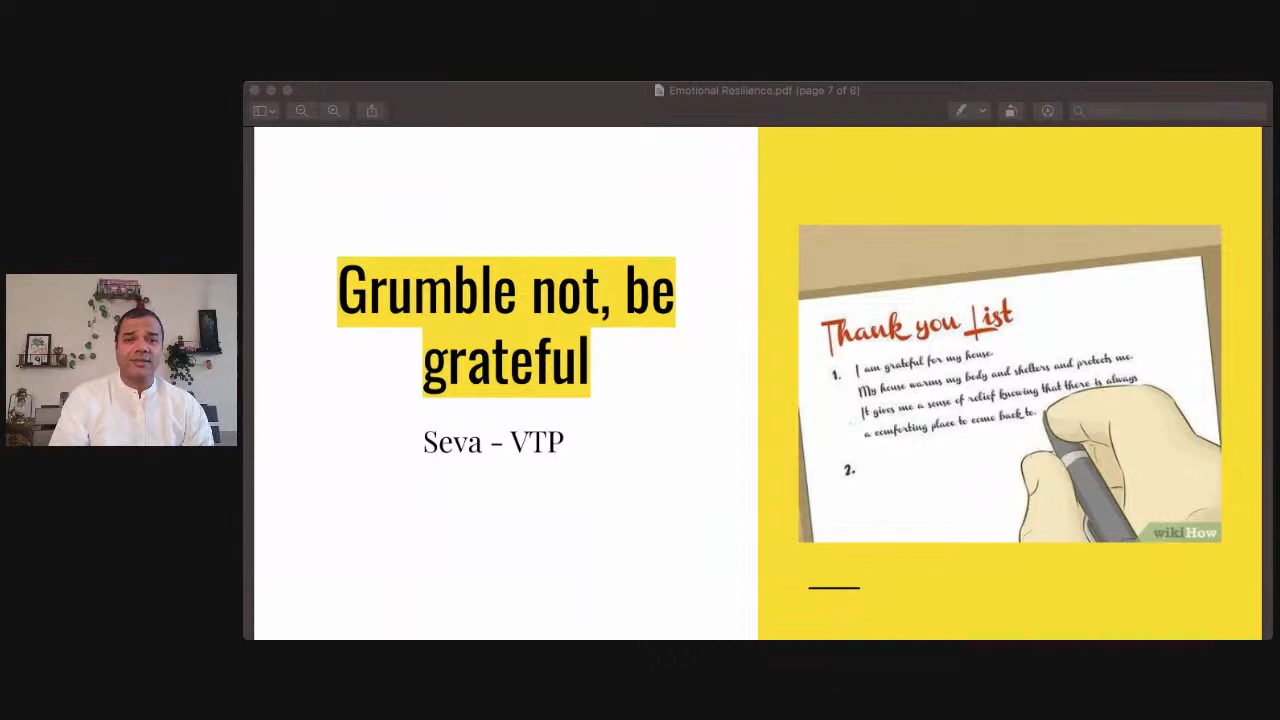 Emotional Resilience.pdf (page 7 of 8)
Grumble not, be
grateful
Seva - VTP
Thank you List
1. I am grateful for my house.
My house warms my body and shelters and protects me.
It gives me a sense of relief knowing that there is always
a comforting place to come back to.
2.
wikiHow